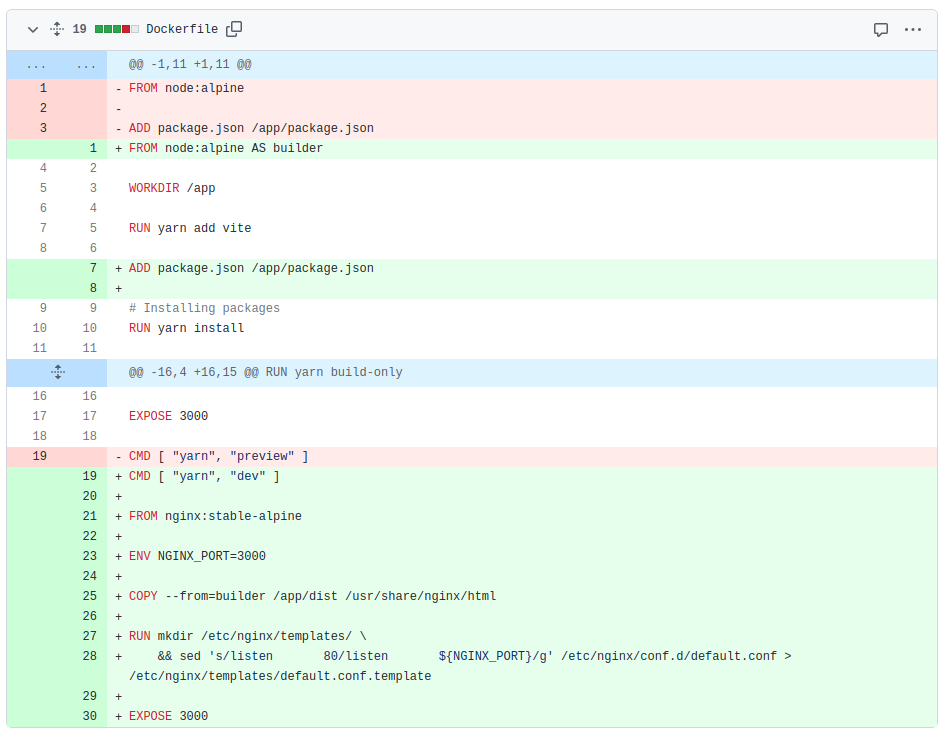 19 Dockerfile
... ... @@ -1,11 +1,11 @@
1 - FROM node:alpine
2 -
3 - ADD package.json /app/package.json
1 + FROM node:alpine AS builder
4 2
5 3 WORKDIR /app
6 4
7 5 RUN yarn add vite
8 6
7 + ADD package.json /app/package.json
8 +
9 9 # Installing packages
10 10 RUN yarn install
11 11
@@ -16,4 +16,15 @@ RUN yarn build-only
16 16
17 17 EXPOSE 3000
18 18
19 - CMD [ "yarn", "preview" ]
19 + CMD [ "yarn", "dev" ]
20 +
21 + FROM nginx:stable-alpine
22 +
23 + ENV NGINX_PORT=3000
24 +
25 + COPY --from=builder /app/dist /usr/share/nginx/html
26 +
27 + RUN mkdir /etc/nginx/templates/ \
28 +     && sed 's/listen       80/listen       ${NGINX_PORT}/g' /etc/nginx/conf.d/default.conf >
/etc/nginx/templates/default.conf.template
29 +
30 + EXPOSE 3000